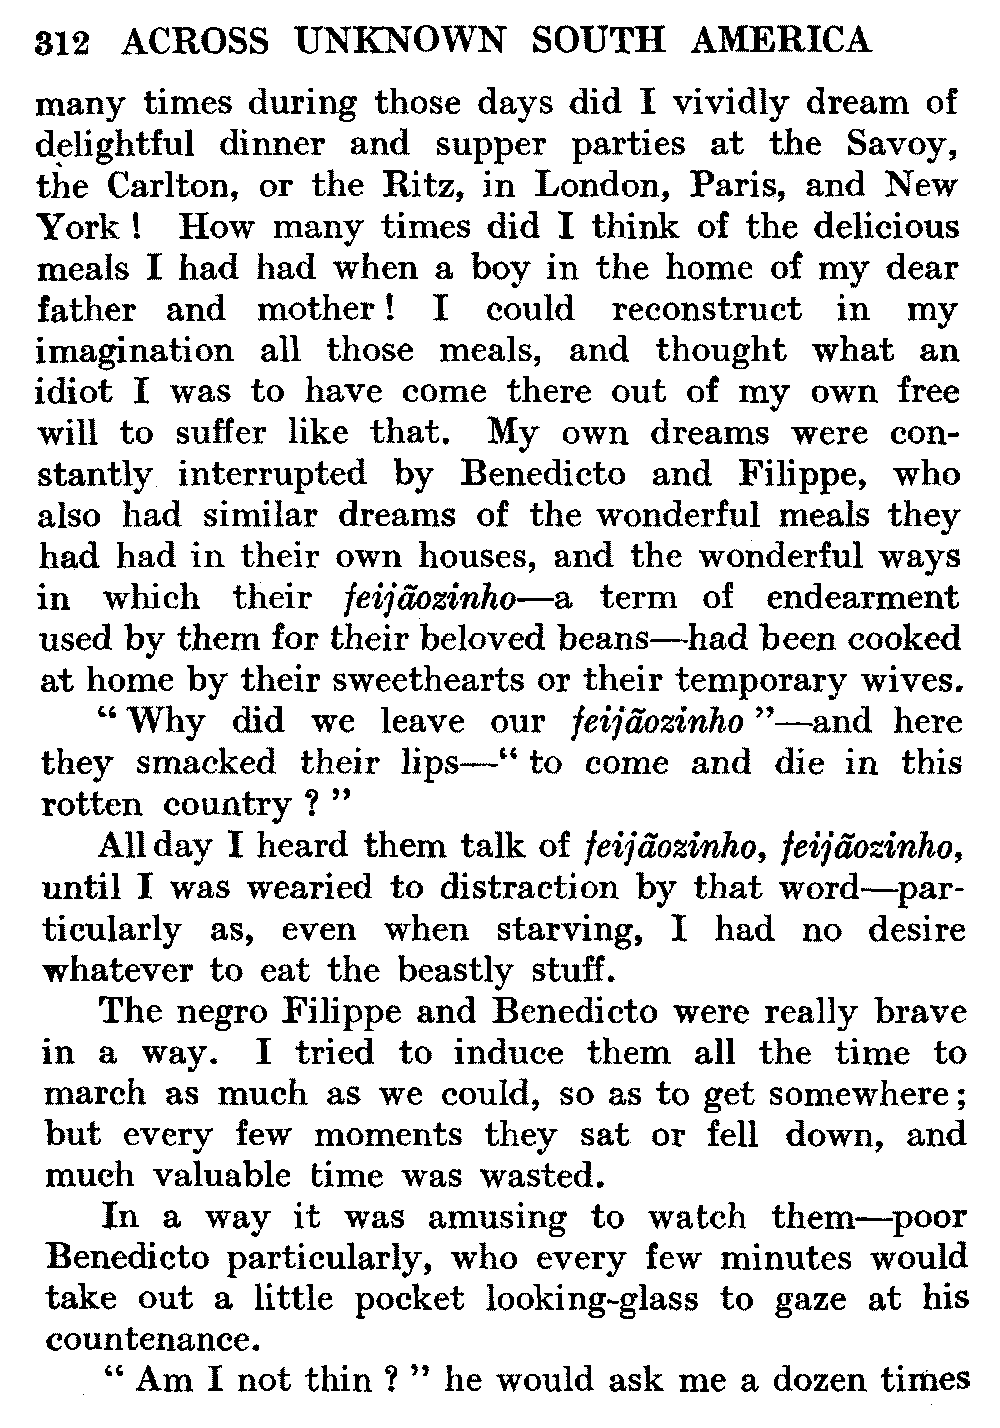 312 ACROSS UNKNOWN SOUTH AMERICA
many times during those days did I vividly dream of
delightful dinner and supper parties at the Savoy,
the Carlton, or the Ritz, in London, Paris, and New
York ! How many times did I think of the delicious
meals I had had when a boy in the home of my dear
father and mother ! I could reconstruct in my
imagination all those meals, and thought what an
idiot I was to have come there out of my own free
will to suffer like that. My own dreams were con-
stantly interrupted by Benedicto and Filippe, who
also had similar dreams of the wonderful meals they
had had in their own houses, and the wonderful ways
in which their feijãozinho—a term of endearment
used by them for their beloved beans—had been cooked
at home by their sweethearts or their temporary wives.
“ Why did we leave our feijãozinho ”—and here
they smacked their lips—“ to come and die in this
rotten country ? ”
All day I heard them talk of feijãozinho, feijãozinho,
until I was wearied to distraction by that word—par-
ticularly as, even when starving, I had no desire
whatever to eat the beastly stuff.
The negro Filippe and Benedicto were really brave
in a way. I tried to induce them all the time to
march as much as we could, so as to get somewhere ;
but every few moments they sat or fell down, and
much valuable time was wasted.
In a way it was amusing to watch them—poor
Benedicto particularly, who every few minutes would
take out a little pocket looking-glass to gaze at his
countenance.
“ Am I not thin ? ” he would ask me a dozen times